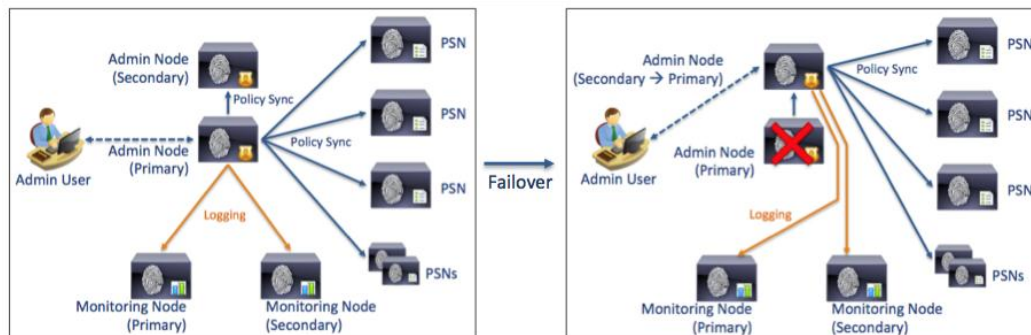 Admin Node
(Secondary)
Policy Sync
Admin User
Admin Node
(Primary)
Policy Sync
PSN
PSN
PSN
PSNs
Logging
Monitoring Node
(Primary)
Monitoring Node
(Secondary)
Failover
Admin Node
(Secondary → Primary)
Policy Sync
Admin User
Admin Node
(Primary)
PSN
PSN
PSN
PSNs
Logging
Monitoring Node
(Primary)
Monitoring Node
(Secondary)